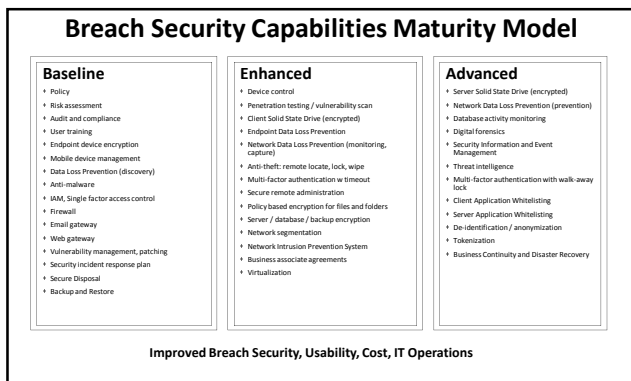 Breach Security Capabilities Maturity Model
Baseline
Policy
Risk assessment
Audit and compliance
User training
Endpoint device encryption
Mobile device management
Data Loss Prevention (discovery)
Anti-malware
IAM, Single factor access control
Firewall
Email gateway
Web gateway
Vulnerability management, patching
Security incident response plan
Secure Disposal
Backup and Restore
Enhanced
Device control
Penetration testing / vulnerability scan
Client Solid State Drive (encrypted)
Endpoint Data Loss Prevention
Network Data Loss Prevention (monitoring,
capture)
Anti-theft: remote locate, lock, wipe
Multi-factor authentication w timeout
Secure remote administration
Policy based encryption for files and folders
Server / database / backup encryption
Network segmentation
Network Intrusion Prevention System
Business associate agreements
Virtualization
Advanced
Server Solid State Drive (encrypted)
Network Data Loss Prevention (prevention)
Database activity monitoring
Digital forensics
Security Information and Event
Management
Threat intelligence
Multi-factor authentication with walk-away
lock
Client Application Whitelisting
Server Application Whitelisting
De-identification / anonymization
Tokenization
Business Continuity and Disaster Recovery
Improved Breach Security, Usability, Cost, IT Operations